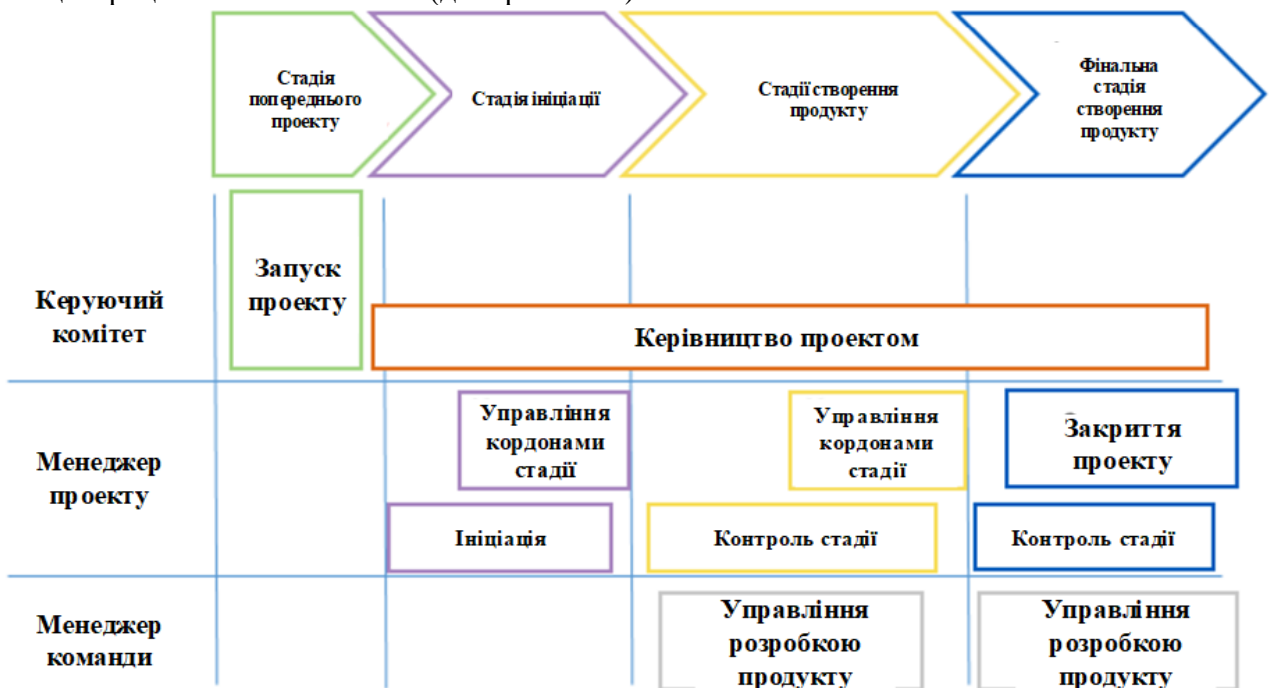 Стадія
попереднього
проекту
Стадія ініціації
Стадії створення
продукту
Фінальна
стадія
створення
продукту
Керуючий
комітет
Запуск
проекту
Керівництво проектом
Менеджер
проекту
Управління
кордонами
стадії
Управління
кордонами
стадії
Закриття
проекту
Ініціація
Контроль стадії
Контроль стадії
Менеджер
команди
Управління
розробкою
продукту
Управління
розробкою
продукту